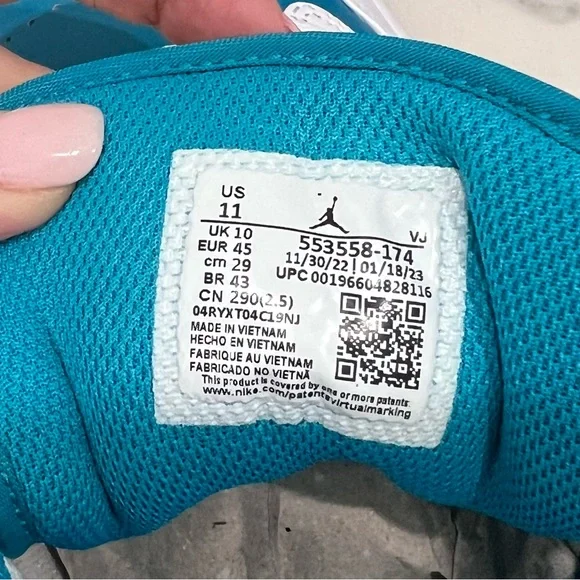 US
11
UK 10
EUR 45
cm 29
BR 43
CN 290(2.5)
04RYXT04C19NJ
VJ
553558-174
11/30/22 | 01/18/23
UPC 00196604828116
MADE IN VIETNAM
HECHO EN VIETNAM
FABRIQUE AU VIETNAM
FABRICADO NO VIETNÃ
This product is covered by one or more patents:
www.nike.com/patentsvirtualmarking